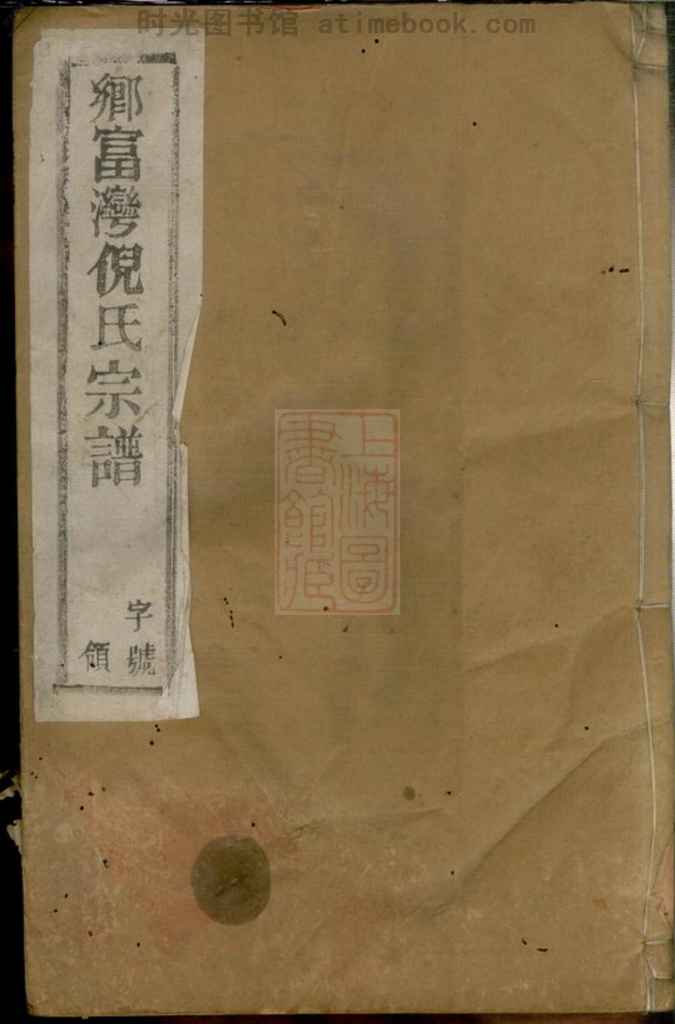 时光图书馆 atimebook.com
鄉富灣倪氏宗譜
字號
領
上海圖
書館藏